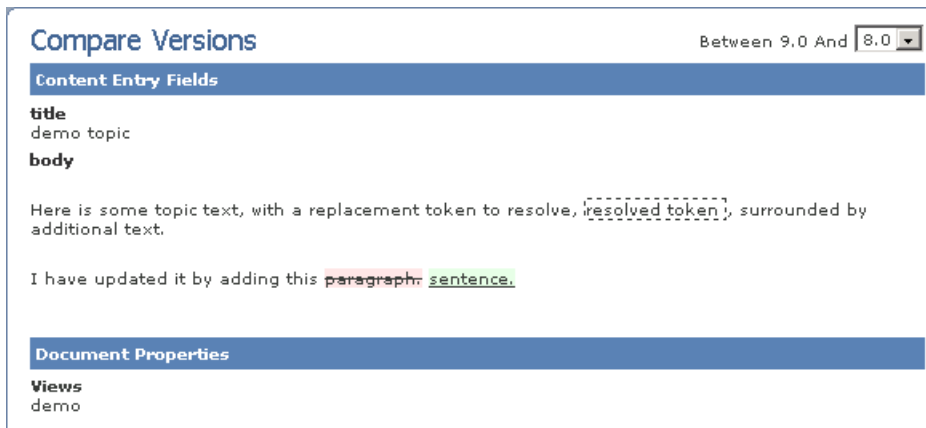 Compare Versions
Between 9.0 And 8.0
Content Entry Fields
title
demo topic
body
Here is some topic text, with a replacement token to resolve, resolved token , surrounded by
additional text.
I have updated it by adding this paragraph. sentence.
Document Properties
Views
demo